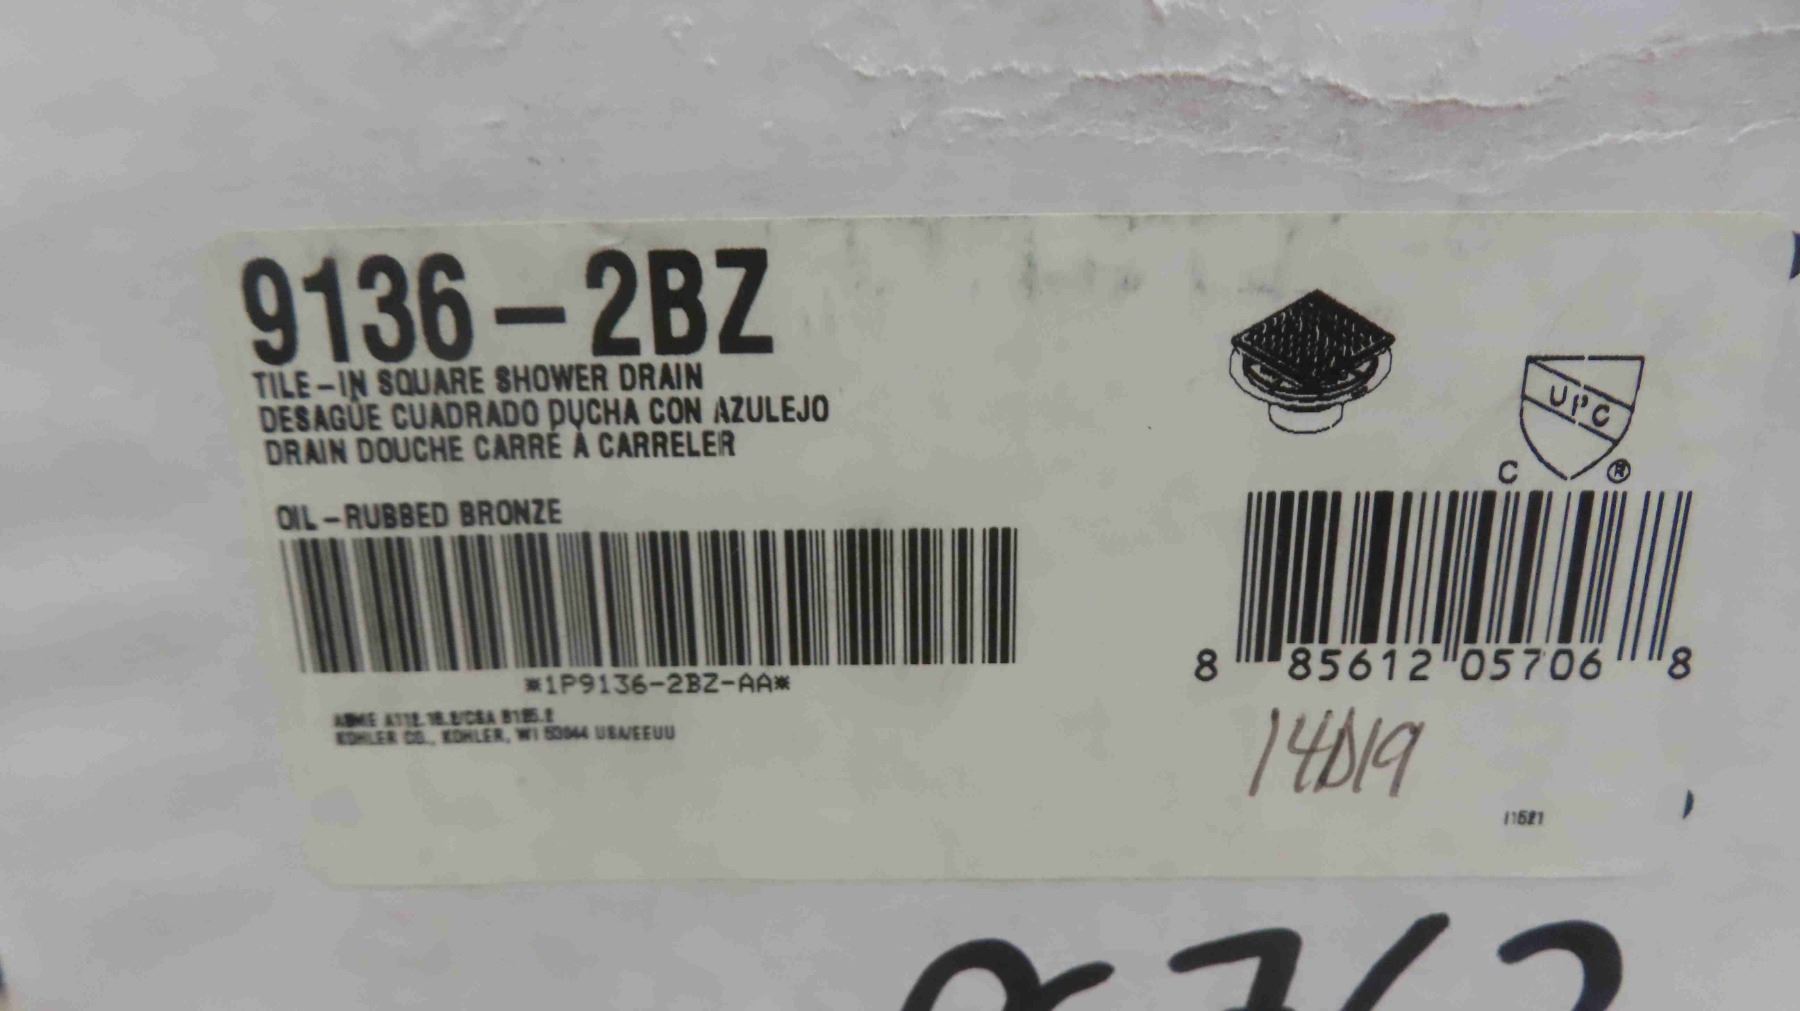 9136-2BZ
TILE-IN SQUARE SHOWER DRAIN
DESAGÜE CUADRADO DUCHA CON AZULEJO
DRAIN DOUCHE CARRÉ À CARRELER
OIL-RUBBED BRONZE
*1P9136-2BZ-AA*
KOHLER CO., KOHLER, WI 53044 USA/EEUU
UPC
C ®
8 85612 05706 8
14D19
11521